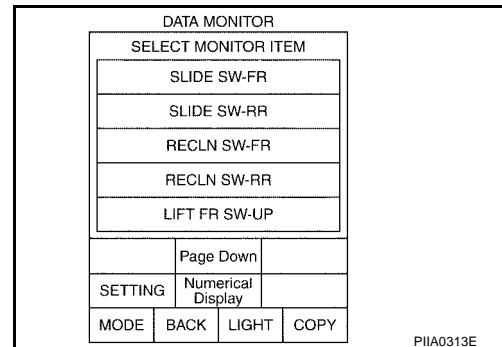 DATA MONITOR
SELECT MONITOR ITEM
SLIDE SW-FR
SLIDE SW-RR
RECLN SW-FR
RECLN SW-RR
LIFT FR SW-UP
Page Down
SETTING
Numerical
Display
MODE BACK LIGHT COPY
PIIA0313E